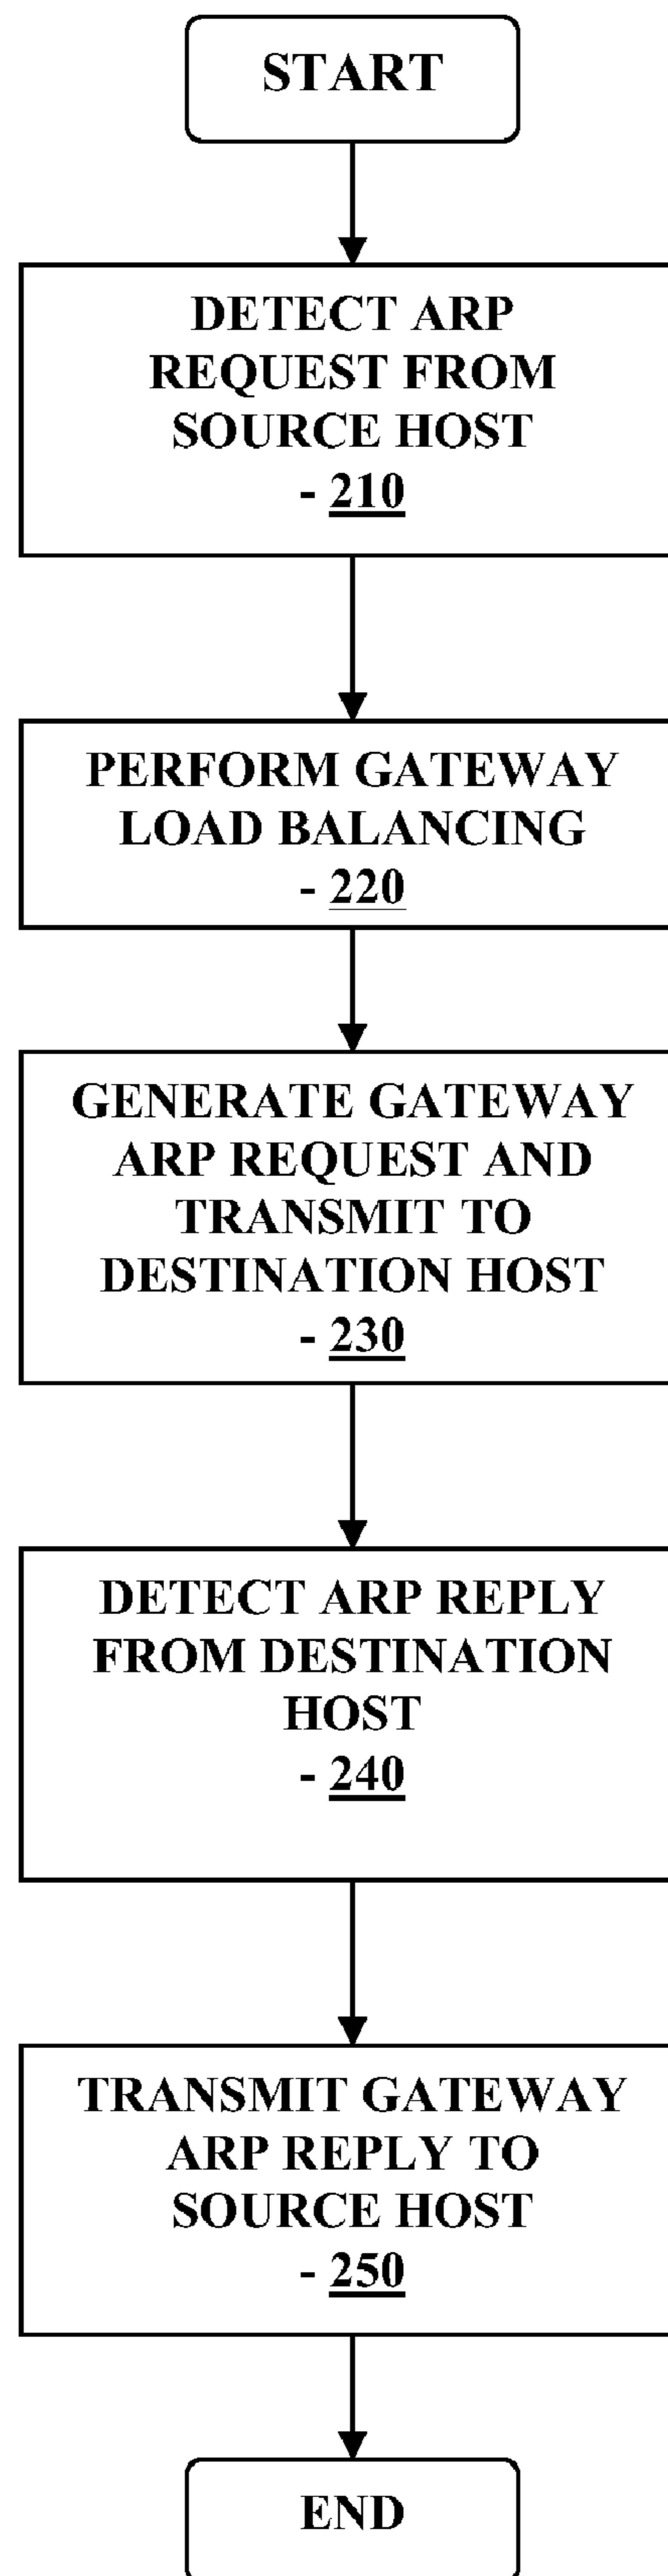 START
DETECT ARP
REQUEST FROM
SOURCE HOST
- 210
PERFORM GATEWAY
LOAD BALANCING
- 220
GENERATE GATEWAY
ARP REQUEST AND
TRANSMIT TO
DESTINATION HOST
- 230
DETECT ARP REPLY
FROM DESTINATION
HOST
- 240
TRANSMIT GATEWAY
ARP REPLY TO
SOURCE HOST
- 250
END